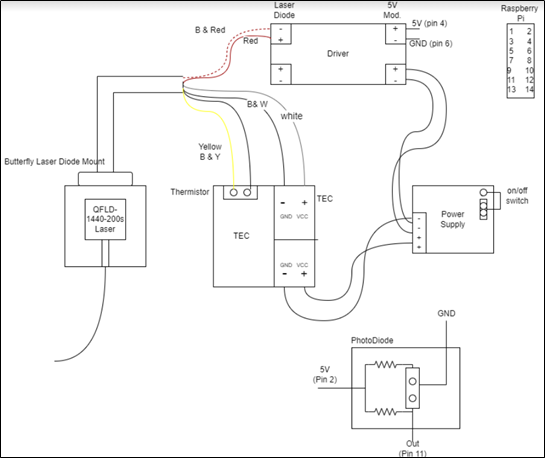 Laser
Diode
5V
Mod.
Raspberry
Pi
B & Red
Red
-
+
+
-
5V (pin 4)
GND (pin 6)
Driver
+
-
+
-
1 2
3 4
5 6
7 8
9 10
11 12
13 14
B& W
white
Yellow
B & Y
Butterfly Laser Diode Mount
QFLD-
1440-200s
Laser
Thermistor
TEC
- +
GND VCC
TEC
GND VCC
- +
on/off
switch
Power
Supply
-
-
+
+
GND
PhotoDiode
5V
(Pin 2)
Out
(Pin 11)